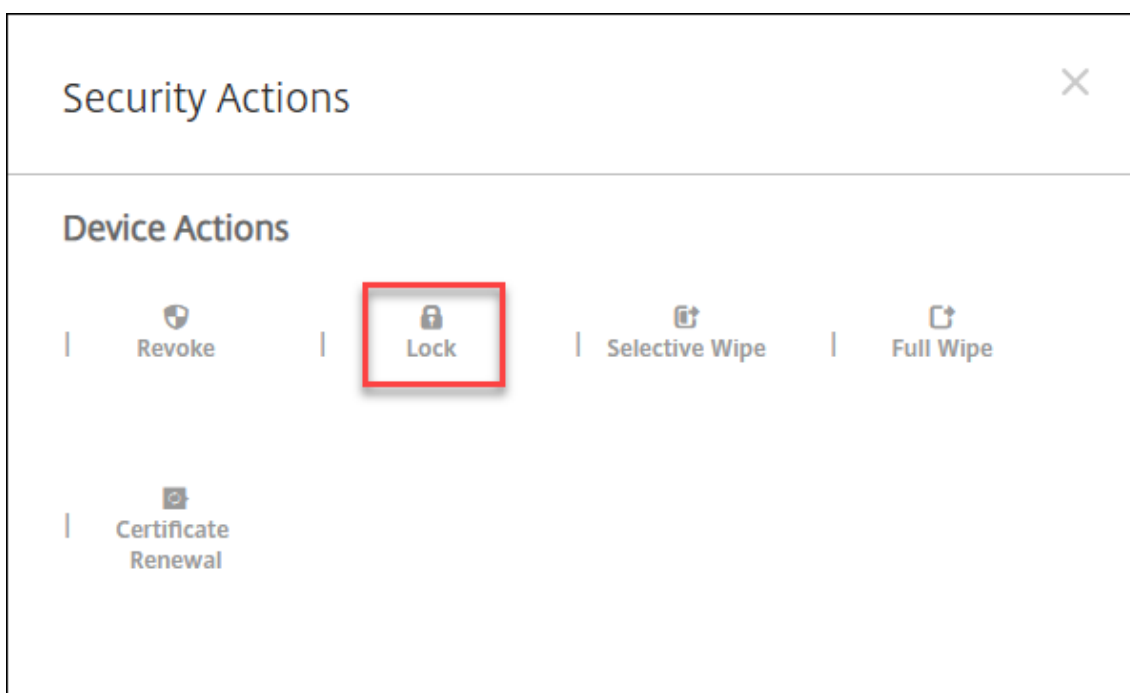 Security Actions
Device Actions
Revoke
Lock
Selective Wipe
Full Wipe
Certificate
Renewal